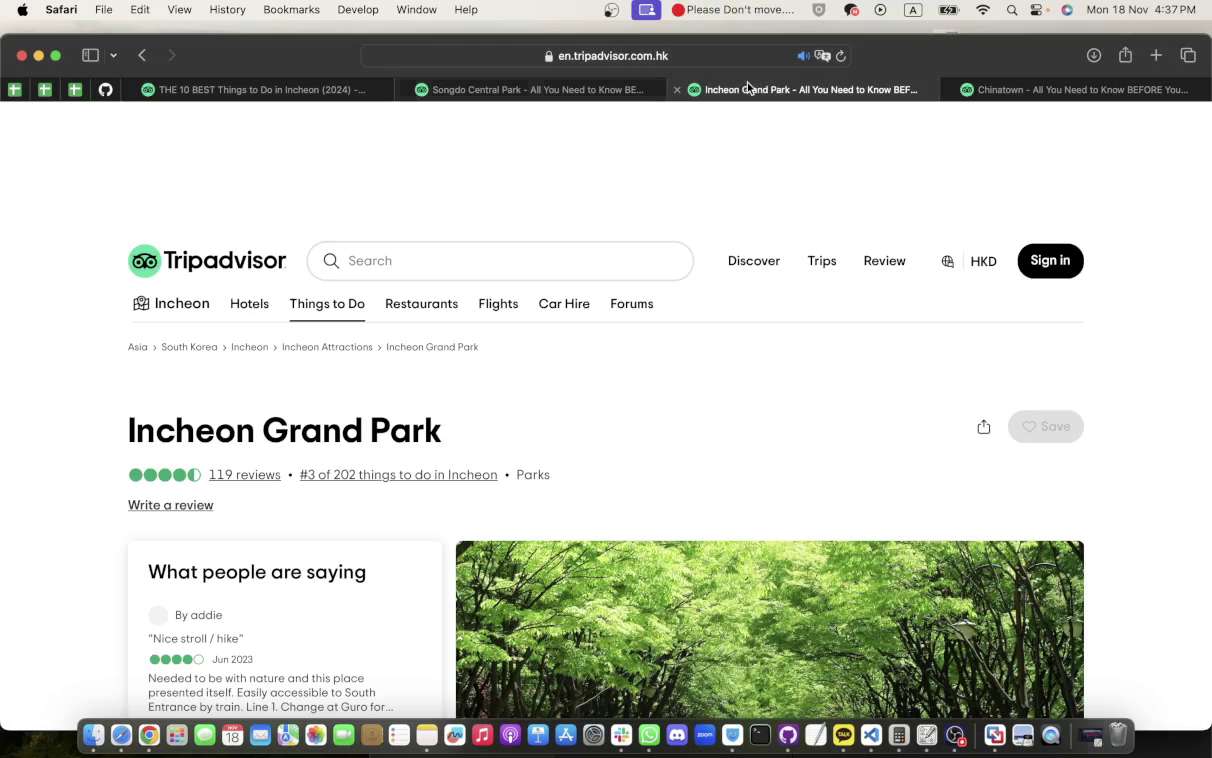 Safari File Edit View History Bookmarks Develop Window Help
Please Don't move....
A
Mon 18 Nov 4:37 PM
en.tripadvisor.com.hk
THE 10 BEST Things to Do in Incheon (2024) -...
Songdo Central Park - All You Need to Know BE...
Incheon Grand Park - All You Need to Know BEF...
Chinatown - All You Need to Know BEFORE You...
Tripadvisor
Search
Discover Trips Review
HKD
Sign in
Incheon Hotels Things to Do Restaurants Flights Car Hire Forums
Asia › South Korea › Incheon › Incheon Attractions › Incheon Grand Park
Incheon Grand Park
Save
119 reviews • #3 of 202 things to do in Incheon • Parks
Write a review
What people are saying
By addie
"Nice stroll / hike"
Jun 2023
Needed to be with nature and this place
presented itself. Easily accessible to South
Entrance by train. Line 1. Change at Guro for...
NOV
18
zoom
TALK